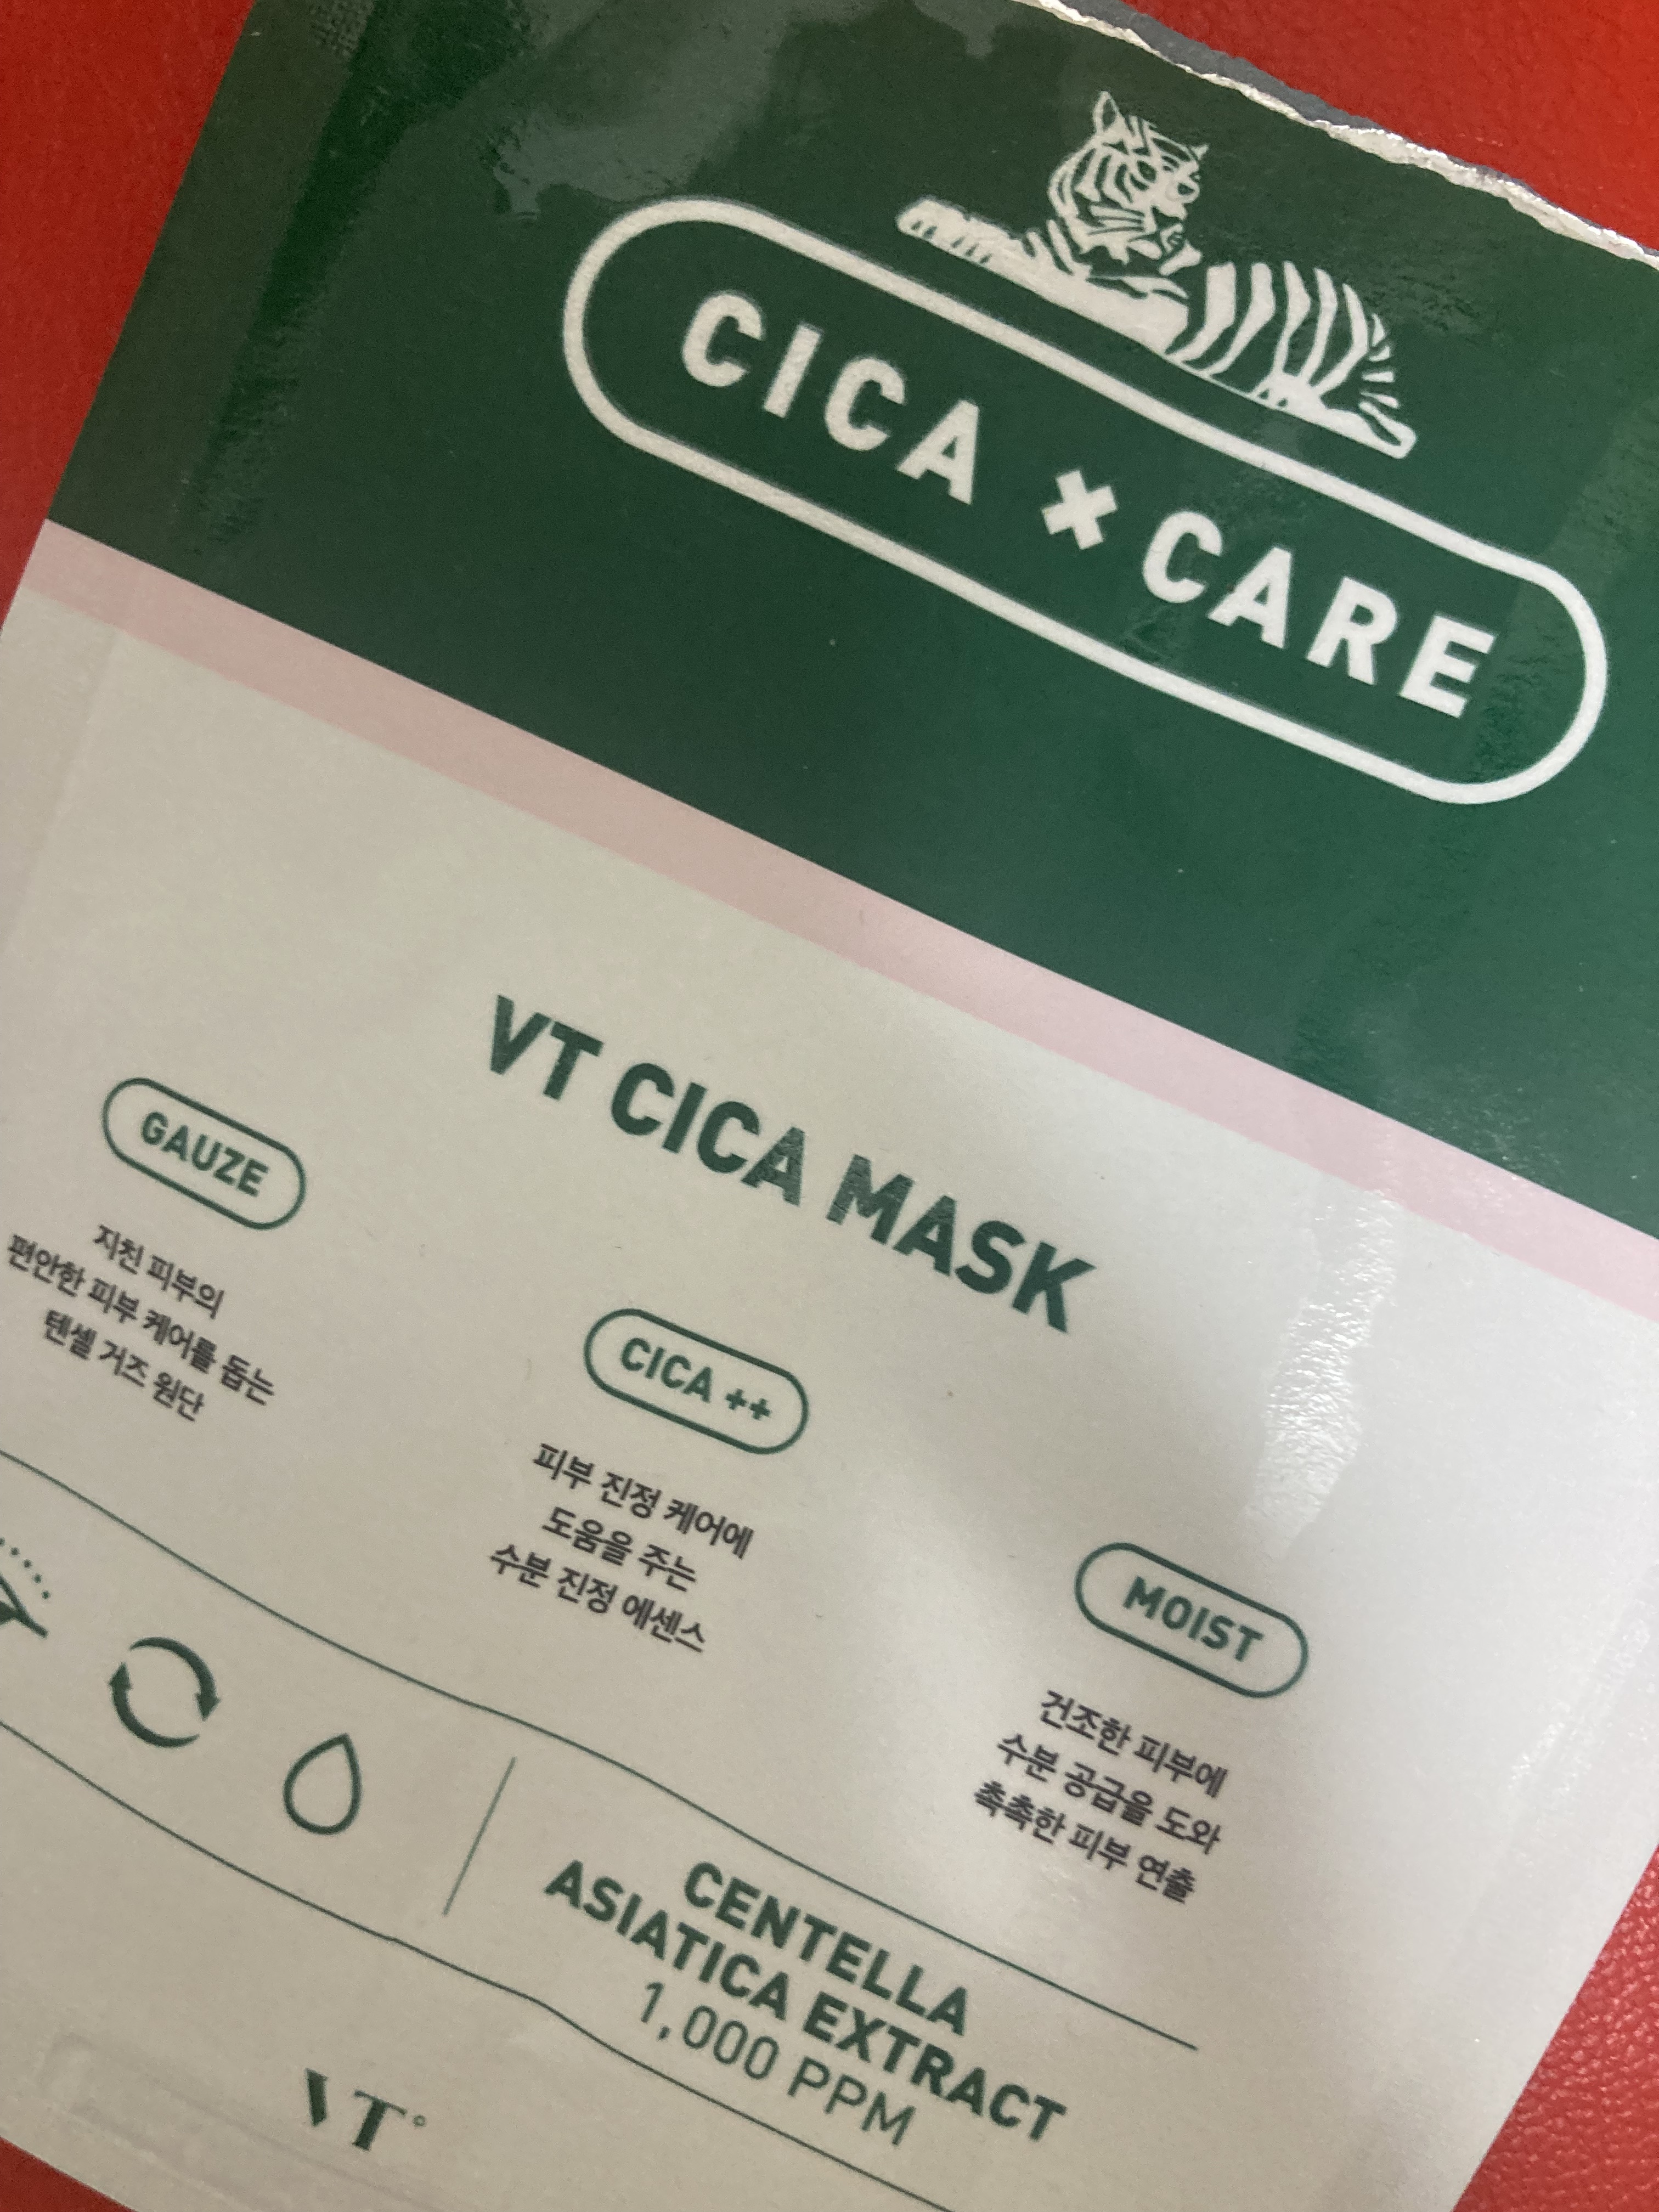 CICA × CARE
VT CICA MASK
GAUZE
지친 피부의
편안한 피부 케어를 돕는
텐셀 거즈 원단
CICA ++
피부 진정 케어에
도움을 주는
수분 진정 에센스
MOIST
건조한 피부에
수분 공급을 도와
촉촉한 피부 연출
CENTELLA
ASIATICA EXTRACT
1,000 PPM
VT°